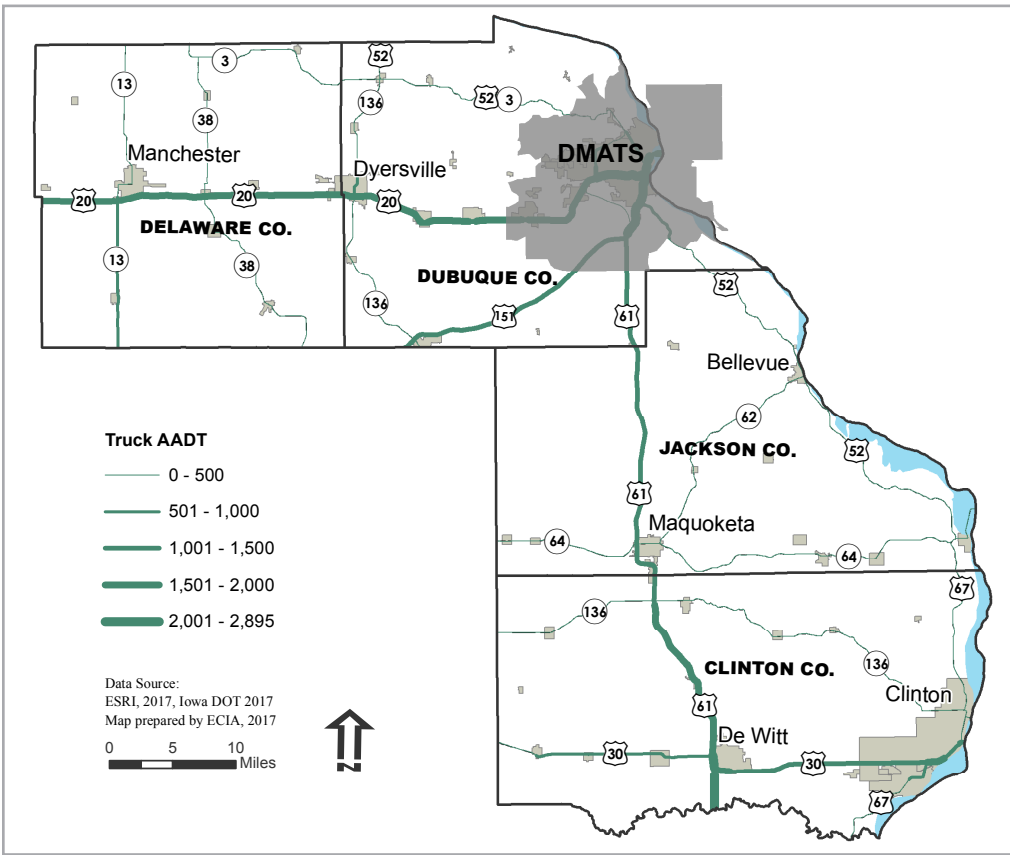 52
3
13
136
52
3
38
DMATS
Manchester
Dyersville
20
20
20
DELAWARE CO.
13
38
DUBUQUE CO.
52
136
151
61
Bellevue
62
JACKSON CO.
52
61
Maquoketa
64
64
67
136
CLINTON CO.
136
Clinton
61
De Witt
30
30
67
Truck AADT
0 - 500
501 - 1,000
1,001 - 1,500
1,501 - 2,000
2,001 - 2,895
Data Source:
ESRI, 2017, Iowa DOT 2017
Map prepared by ECIA, 2017
0 5 10
Miles
N